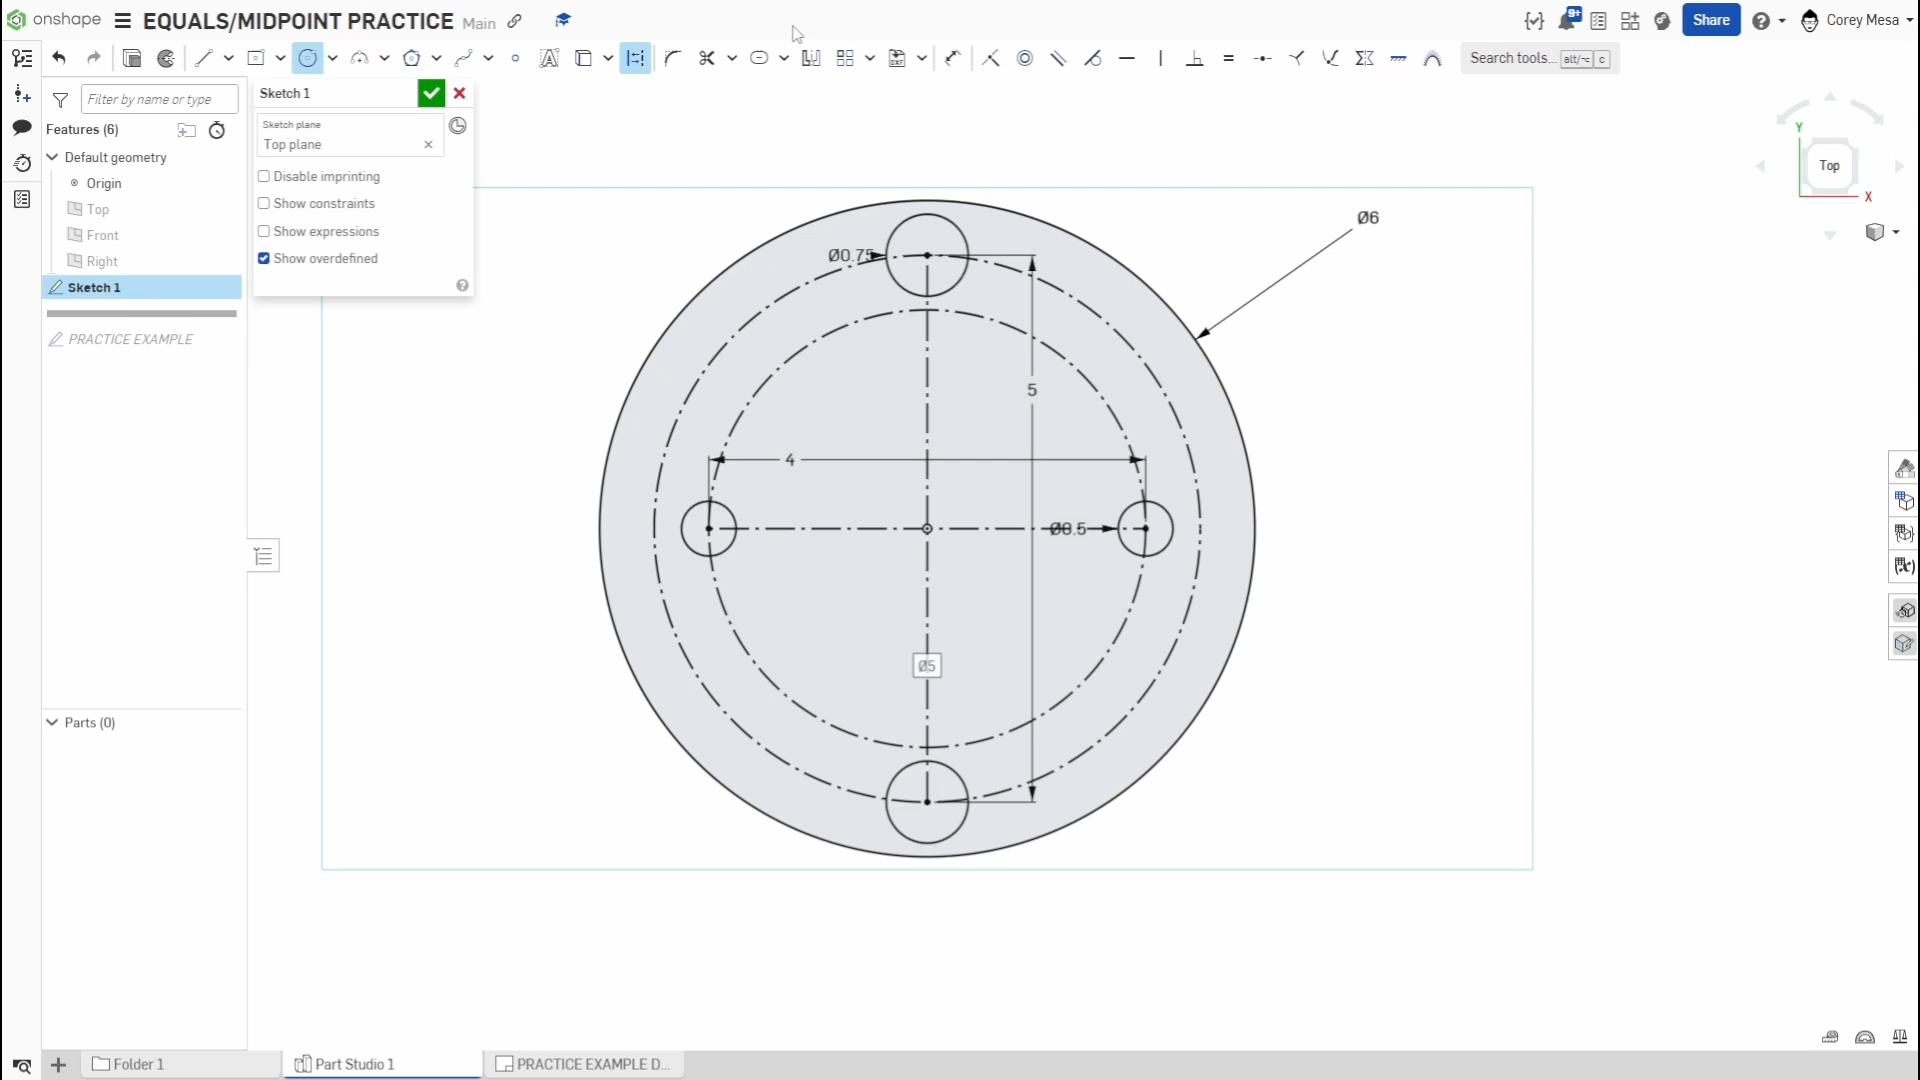 onshape
EQUALS/MIDPOINT PRACTICE Main
9+
Share
Corey Mesa
Search tools... alt/⌥ c
Filter by name or type
Features (6)
Default geometry
Origin
Top
Front
Right
Sketch 1
PRACTICE EXAMPLE
Parts (0)
Sketch 1
Sketch plane
Top plane
Disable imprinting
Show constraints
Show expressions
Show overdefined
Y
Top
X
Ø6
Ø0.75
5
4
Ø0.5
Ø5
Folder 1
Part Studio 1
PRACTICE EXAMPLE D...